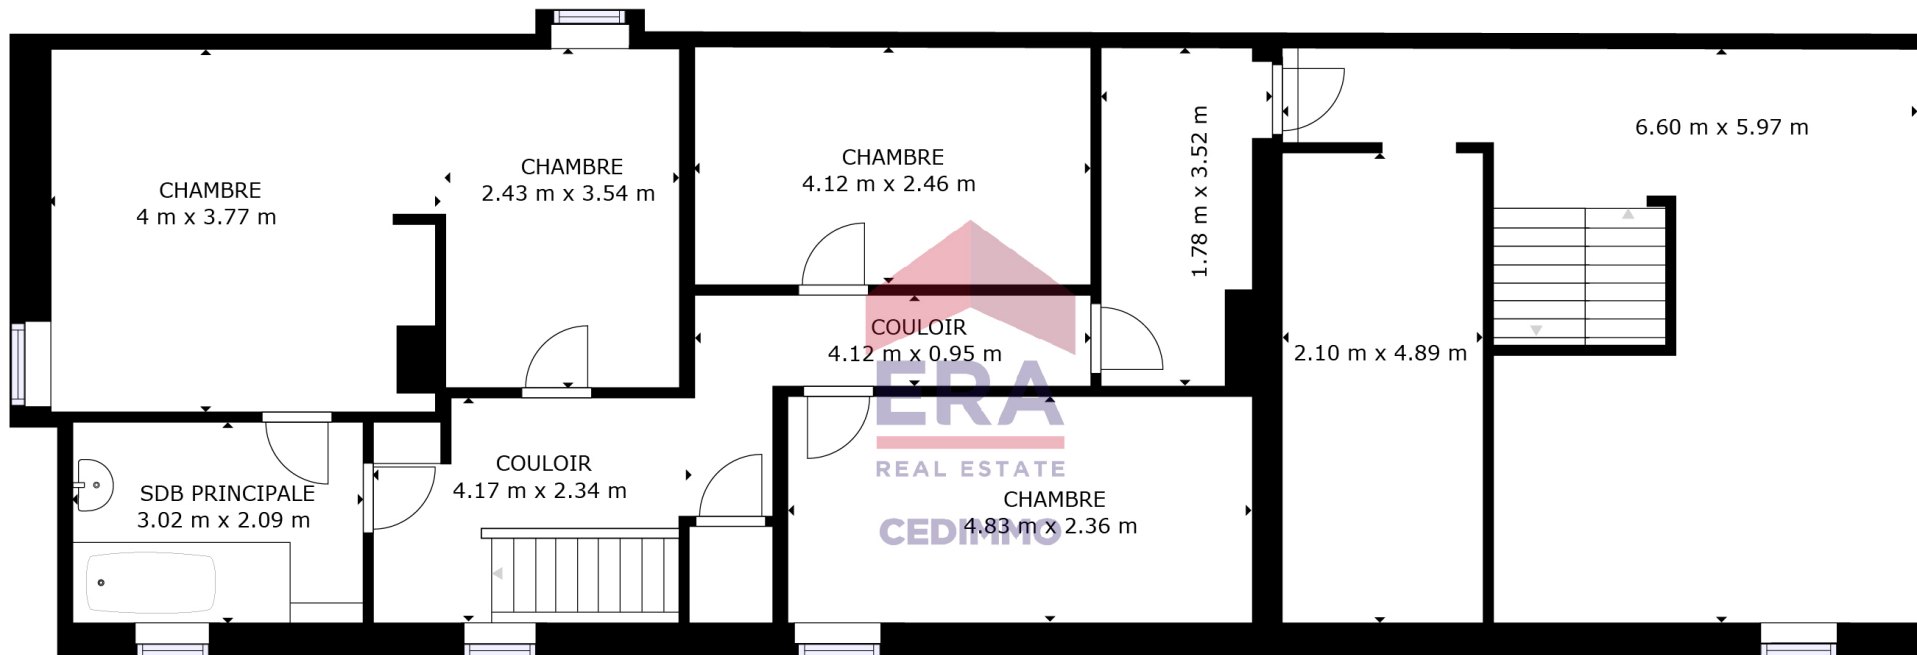 CHAMBRE
4 m x 3.77 m
CHAMBRE
2.43 m x 3.54 m
CHAMBRE
4.12 m x 2.46 m
1.78 m x 3.52 m
6.60 m x 5.97 m
COULOIR
4.12 m x 0.95 m
2.10 m x 4.89 m
ERA
REAL ESTATE
CEDIMMO
SDB PRINCIPALE
3.02 m x 2.09 m
COULOIR
4.17 m x 2.34 m
CHAMBRE
4.83 m x 2.36 m